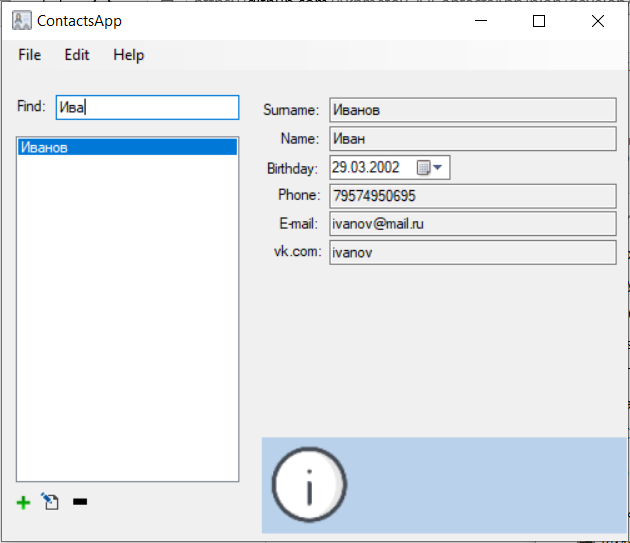 ContactsApp
File Edit Help
Find: Ива
Иванов
Surname: Иванов
Name: Иван
Birthday: 29.03.2002
Phone: 79574950695
E-mail: ivanov@mail.ru
vk.com: ivanov